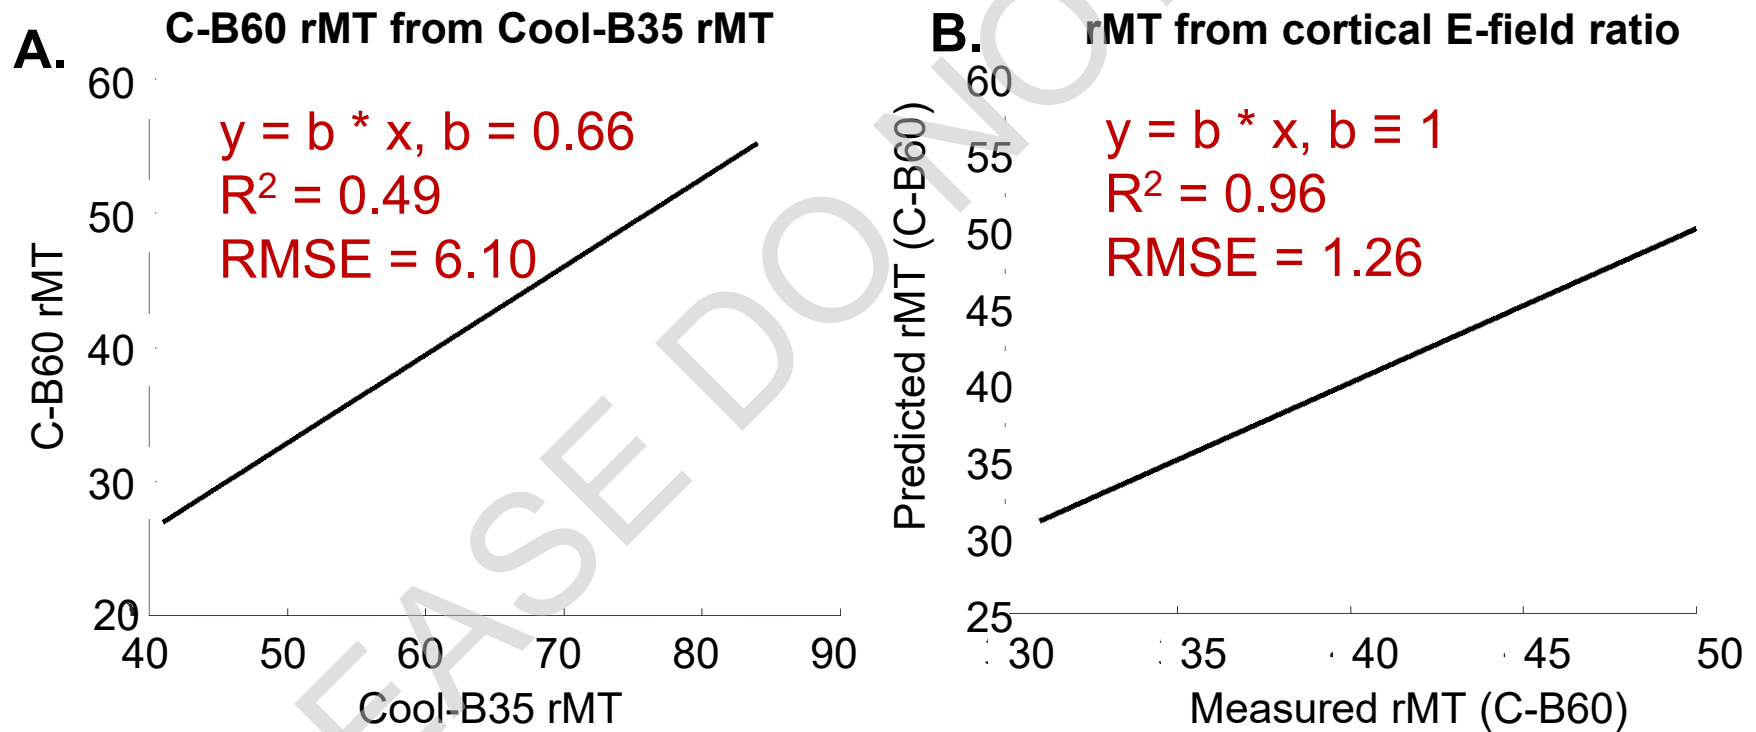 A.
C-B60 rMT from Cool-B35 rMT
y = b * x, b = 0.66
R² = 0.49
RMSE = 6.10
C-B60 rMT
60
50
40
30
20
40 50 60 70 80 90
Cool-B35 rMT
B.
rMT from cortical E-field ratio
y = b * x, b ≡ 1
R² = 0.96
RMSE = 1.26
Predicted rMT (C-B60)
60
55
50
45
40
35
30
25
30 35 40 45 50
Measured rMT (C-B60)
EASE DO NO